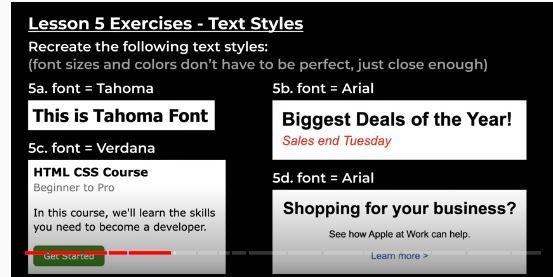 Lesson 5 Exercises - Text Styles
Recreate the following text styles:
(font sizes and colors don’t have to be perfect, just close enough)
5a. font = Tahoma
This is Tahoma Font
5b. font = Arial
Biggest Deals of the Year!
Sales end Tuesday
5c. font = Verdana
HTML CSS Course
Beginner to Pro
In this course, we'll learn the skills
you need to become a developer.
Get Started
5d. font = Arial
Shopping for your business?
See how Apple at Work can help.
Learn more >